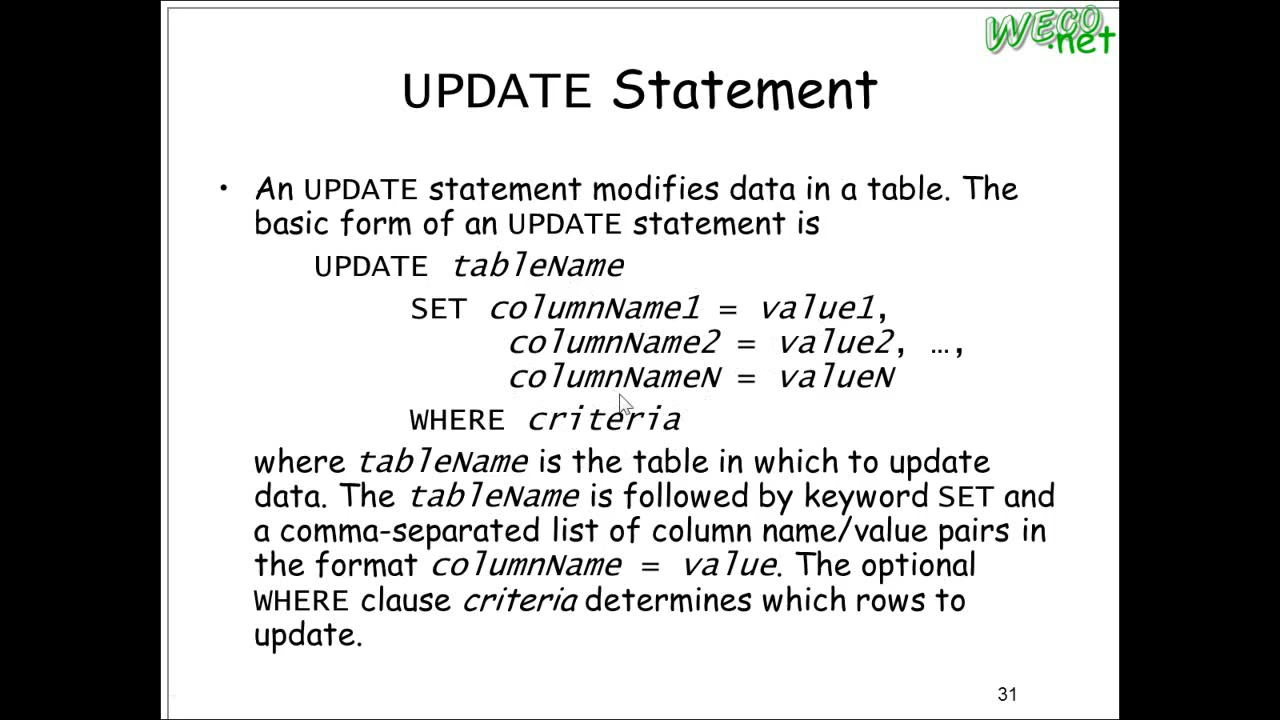 WECO
.net
UPDATE Statement
• An UPDATE statement modifies data in a table. The
basic form of an UPDATE statement is
UPDATE tableName
SET columnName1 = value1,
columnName2 = value2, …,
columnNameN = valueN
WHERE criteria
where tableName is the table in which to update
data. The tableName is followed by keyword SET and
a comma-separated list of column name/value pairs in
the format columnName = value. The optional
WHERE clause criteria determines which rows to
update.
31